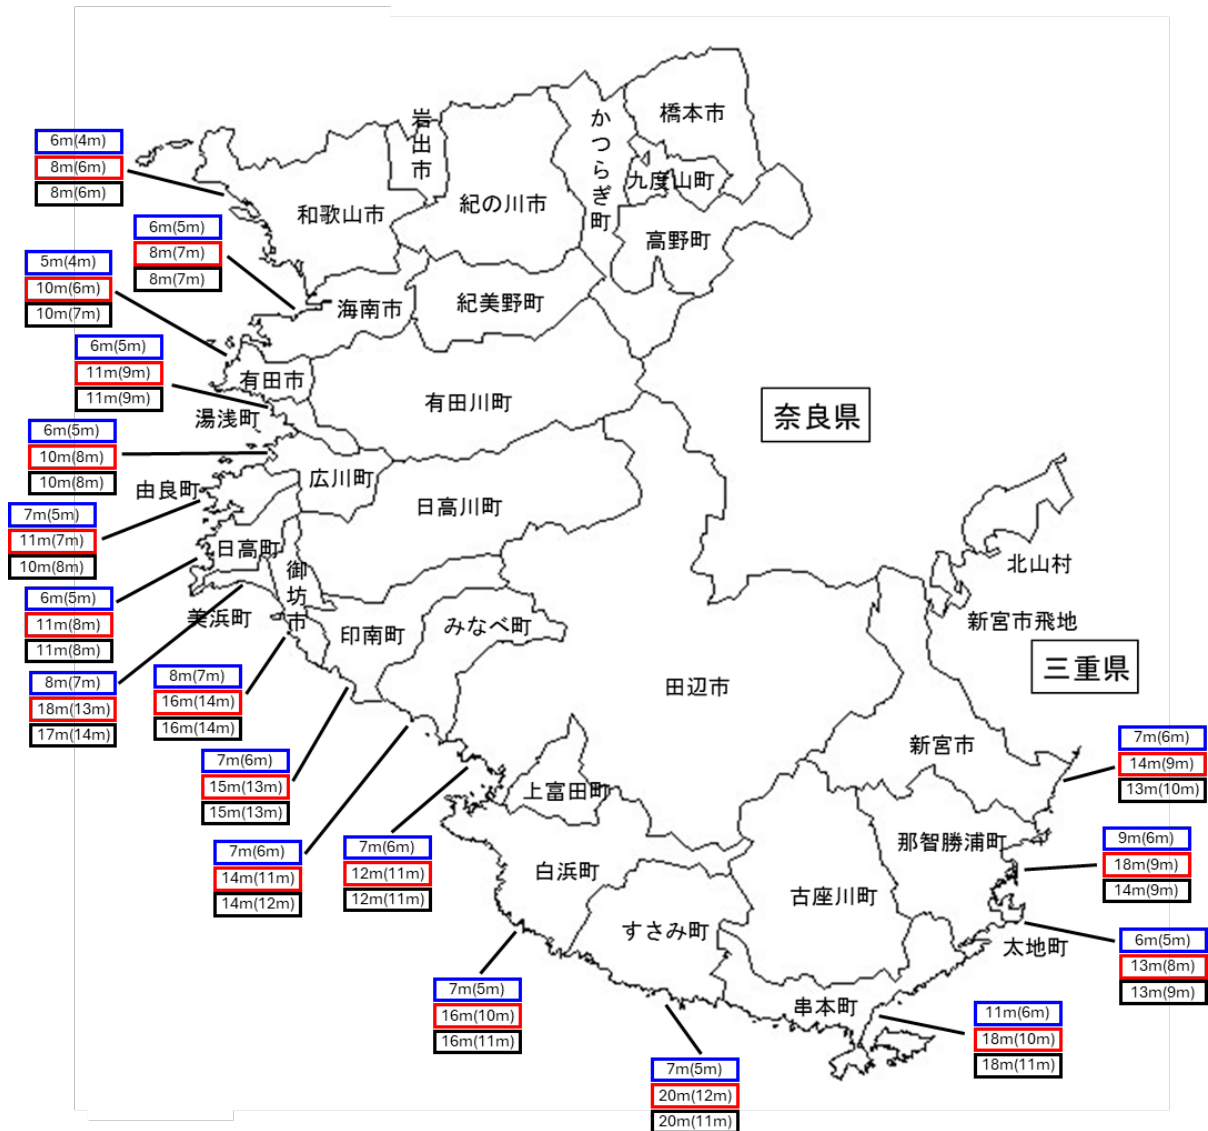 橋本市
岩出市
かつらぎ町
九度山町
和歌山市
紀の川市
高野町
6m(4m)
8m(6m)
8m(6m)
6m(5m)
8m(7m)
8m(7m)
海南市
紀美野町
5m(4m)
10m(6m)
10m(7m)
有田市
有田川町
奈良県
6m(5m)
11m(9m)
11m(9m)
湯浅町
6m(5m)
10m(8m)
10m(8m)
広川町
由良町
日高川町
7m(5m)
11m(7m)
10m(8m)
日高町
御坊市
北山村
6m(5m)
11m(8m)
11m(8m)
美浜町
印南町
みなべ町
新宮市飛地
三重県
8m(7m)
18m(13m)
17m(14m)
8m(7m)
16m(14m)
16m(14m)
田辺市
新宮市
7m(6m)
14m(9m)
13m(10m)
7m(6m)
15m(13m)
15m(13m)
上富田町
7m(6m)
14m(11m)
14m(12m)
7m(6m)
12m(11m)
12m(11m)
白浜町
那智勝浦町
9m(6m)
18m(9m)
14m(9m)
古座川町
すさみ町
太地町
6m(5m)
13m(8m)
13m(9m)
7m(5m)
16m(10m)
16m(11m)
串本町
11m(6m)
18m(10m)
18m(11m)
7m(5m)
20m(12m)
20m(11m)